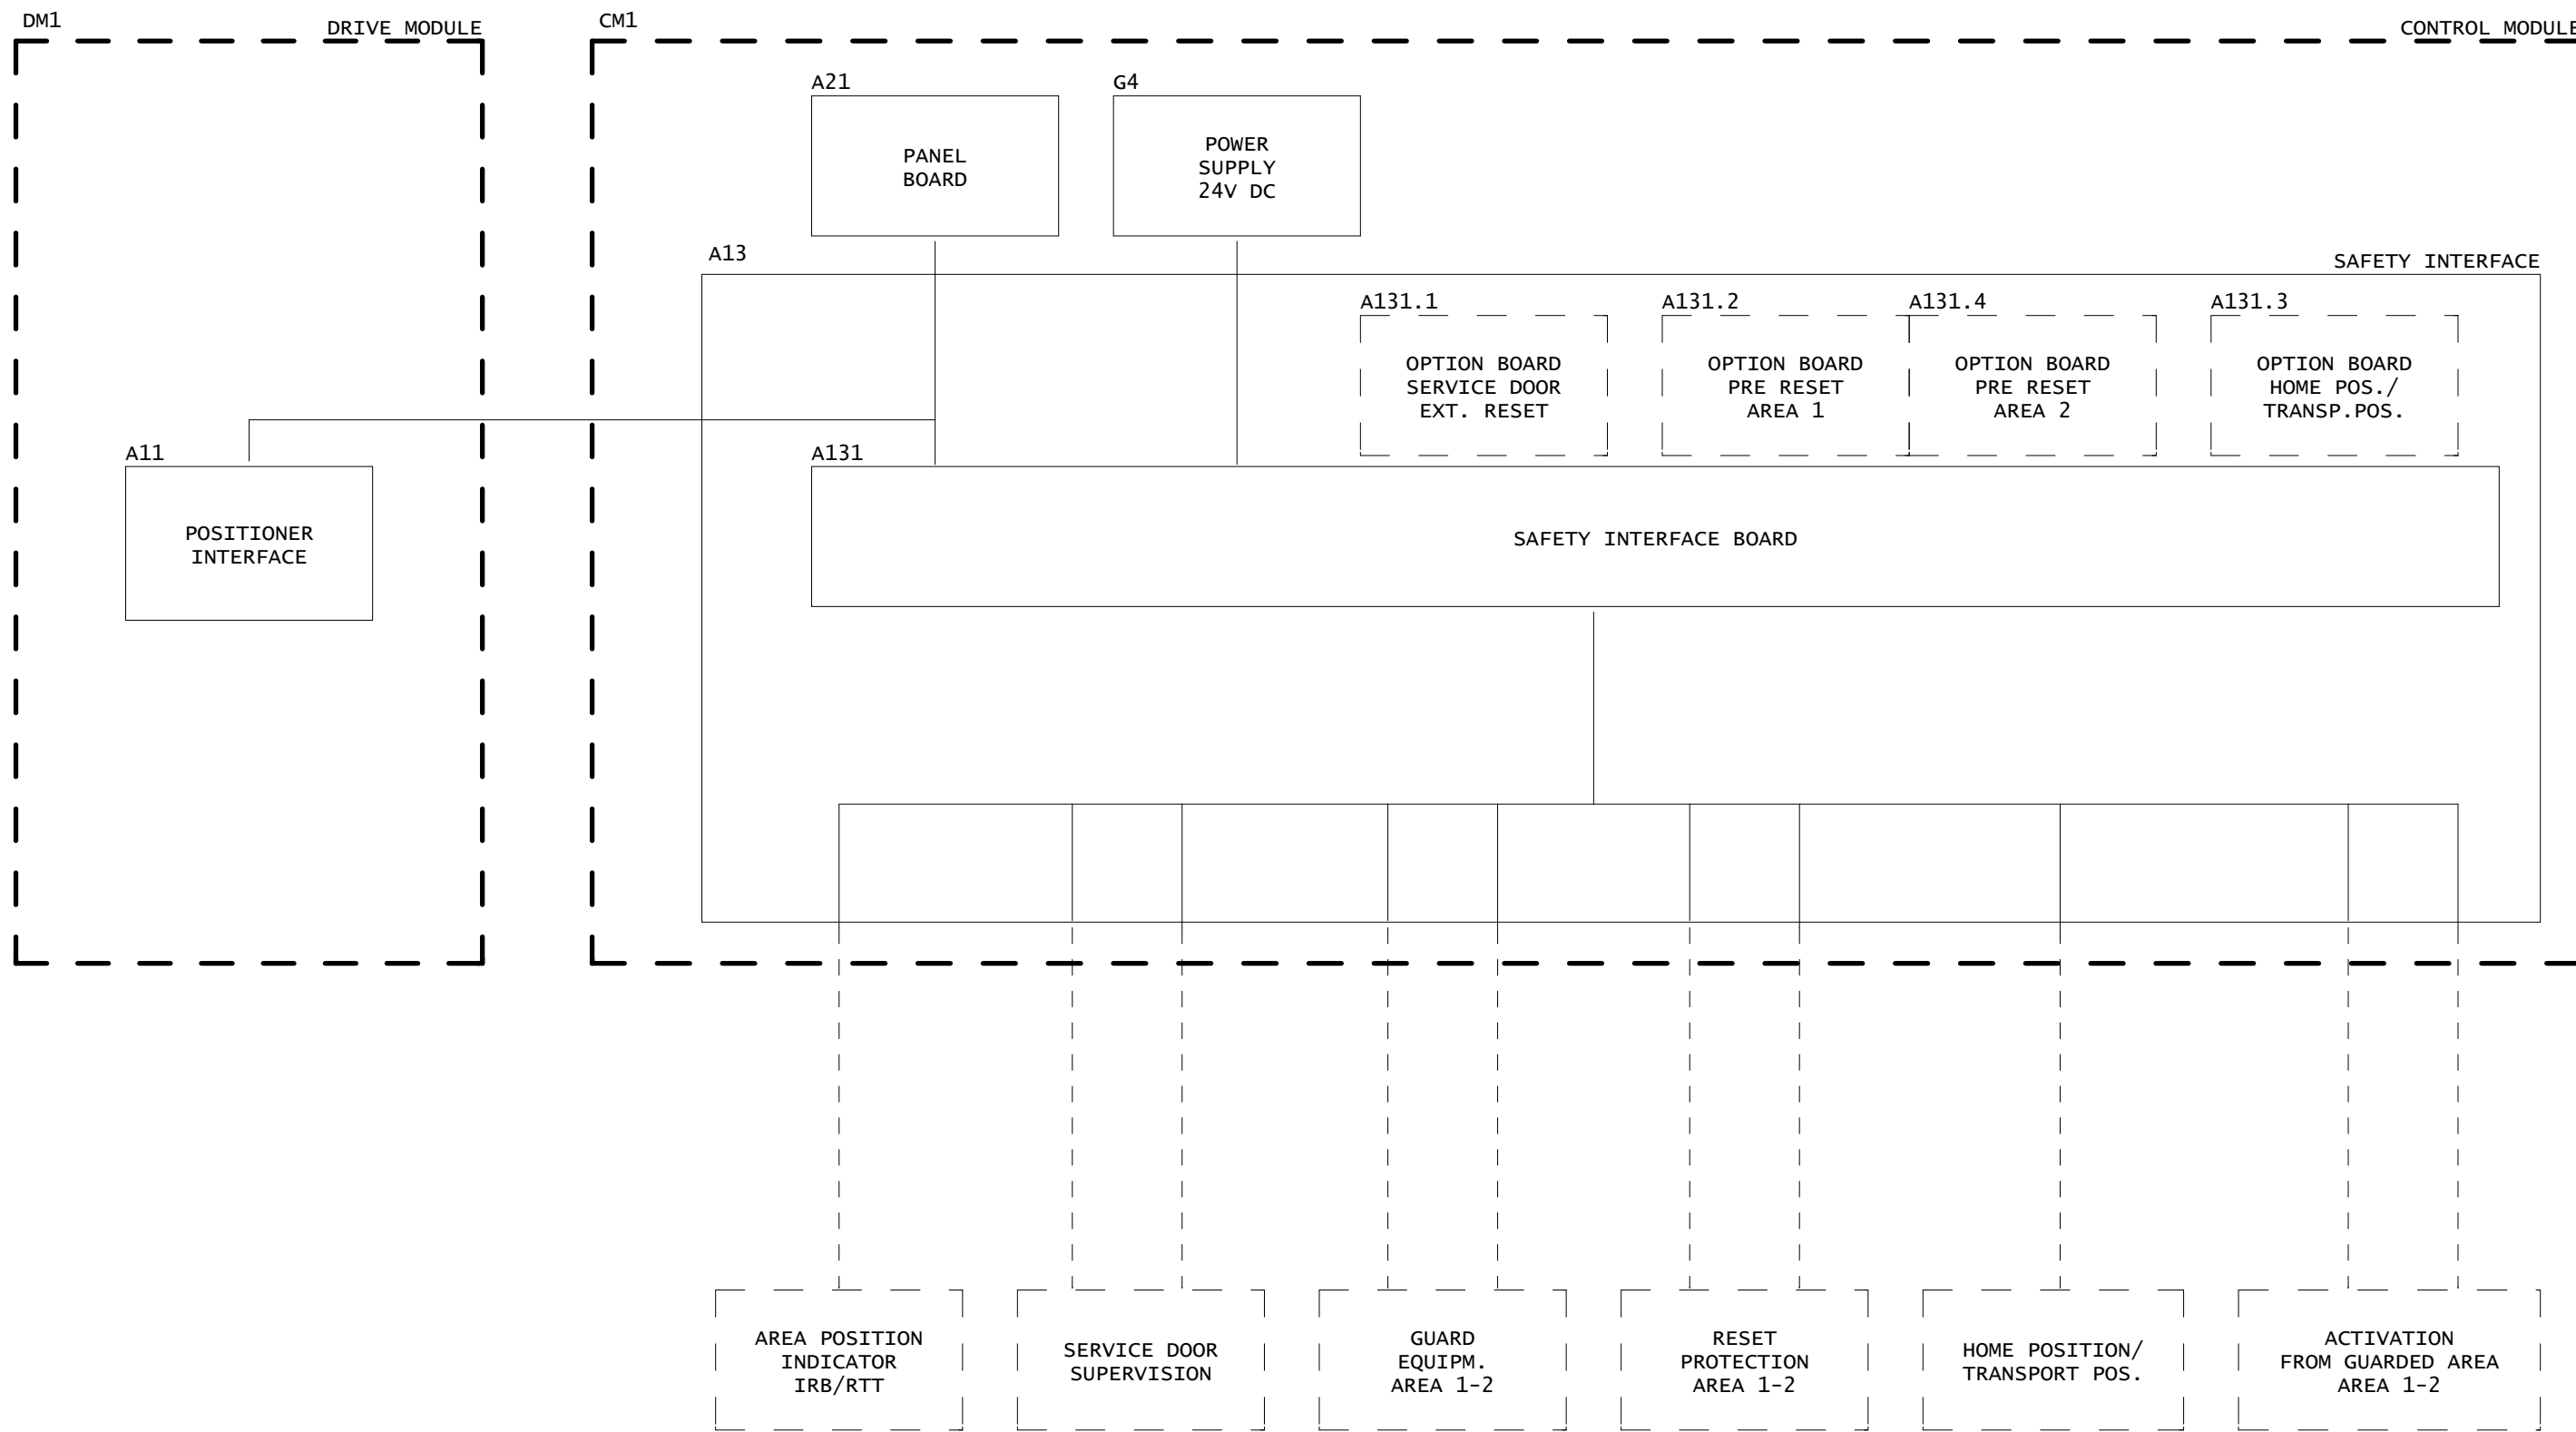 DM1
DRIVE MODULE
CM1
CONTROL MODULE
A21
PANEL
BOARD
G4
POWER
SUPPLY
24V DC
A13
SAFETY INTERFACE
A131.1
OPTION BOARD
SERVICE DOOR
EXT. RESET
A131.2
OPTION BOARD
PRE RESET
AREA 1
A131.4
OPTION BOARD
PRE RESET
AREA 2
A131.3
OPTION BOARD
HOME POS./
TRANSP.POS.
A11
POSITIONER
INTERFACE
A131
SAFETY INTERFACE BOARD
AREA POSITION
INDICATOR
IRB/RTT
SERVICE DOOR
SUPERVISION
GUARD
EQUIPM.
AREA 1-2
RESET
PROTECTION
AREA 1-2
HOME POSITION/
TRANSPORT POS.
ACTIVATION
FROM GUARDED AREA
AREA 1-2